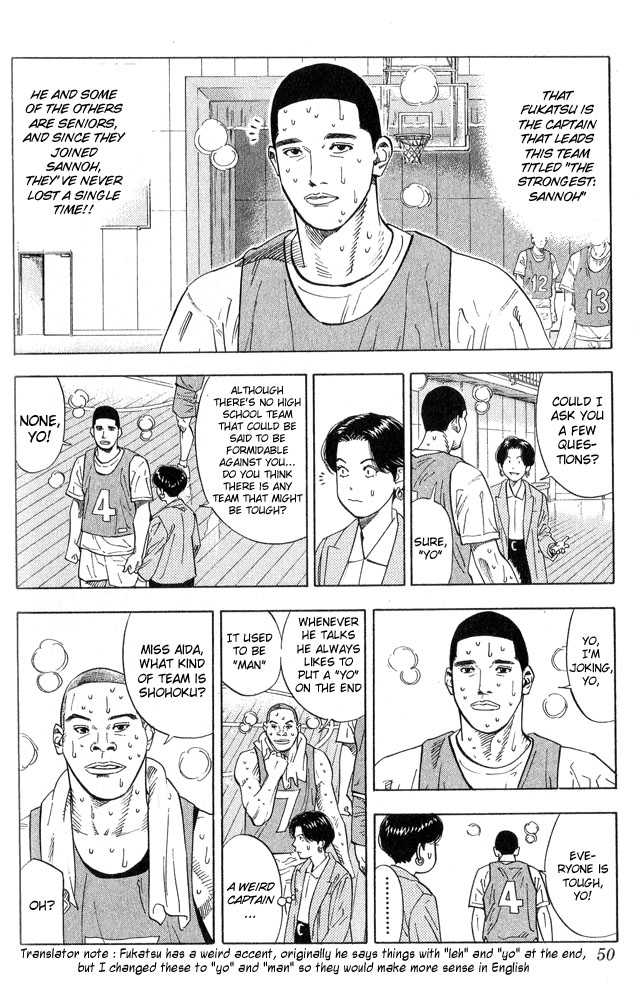 THAT
FUKATSU IS
THE CAPTAIN
THAT LEADS
THIS TEAM
TITLED "THE
STRONGEST:
SANNOH"
HE AND SOME
OF THE OTHERS
ARE SENIORS,
AND SINCE THEY
JOINED
SANNOH,
THEY'VE NEVER
LOST A SINGLE
TIME!!
12
13
COULD I
ASK YOU
A FEW
QUES-
TIONS?
SURE,
"YO"
ALTHOUGH
THERE'S NO HIGH
SCHOOL TEAM
THAT COULD BE
SAID TO BE
FORMIDABLE
AGAINST YOU...
DO YOU THINK
THERE IS ANY
TEAM THAT MIGHT
BE TOUGH?
NONE,
YO!
4
YO,
I'M
JOKING,
YO,
EVE-
RYONE IS
TOUGH,
YO!
4
........
WHENEVER
HE TALKS
HE ALWAYS
LIKES TO
PUT A "YO"
ON THE END
IT USED
TO BE
"MAN"
7
A WEIRD
CAPTAIN
...
MISS AIDA,
WHAT KIND
OF TEAM IS
SHOHOKU?
OH?
Translator note : Fukatsu has a weird accent, originally he says things with "leh" and "yo" at the end,
but I changed these to "yo" and "man" so they would make more sense in English
50